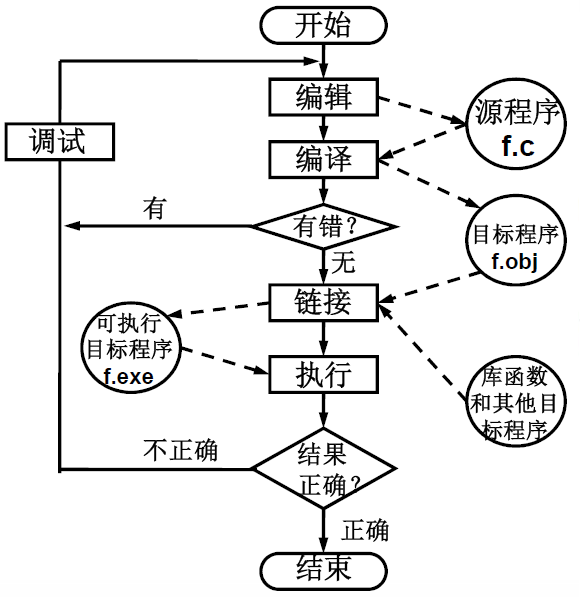 开始
编辑
源程序
f.c
调试
编译
有
有错？
目标程序
f.obj
无
链接
可执行
目标程序
f.exe
执行
库函数
和其他目
标程序
不正确
结果
正确？
正确
结束